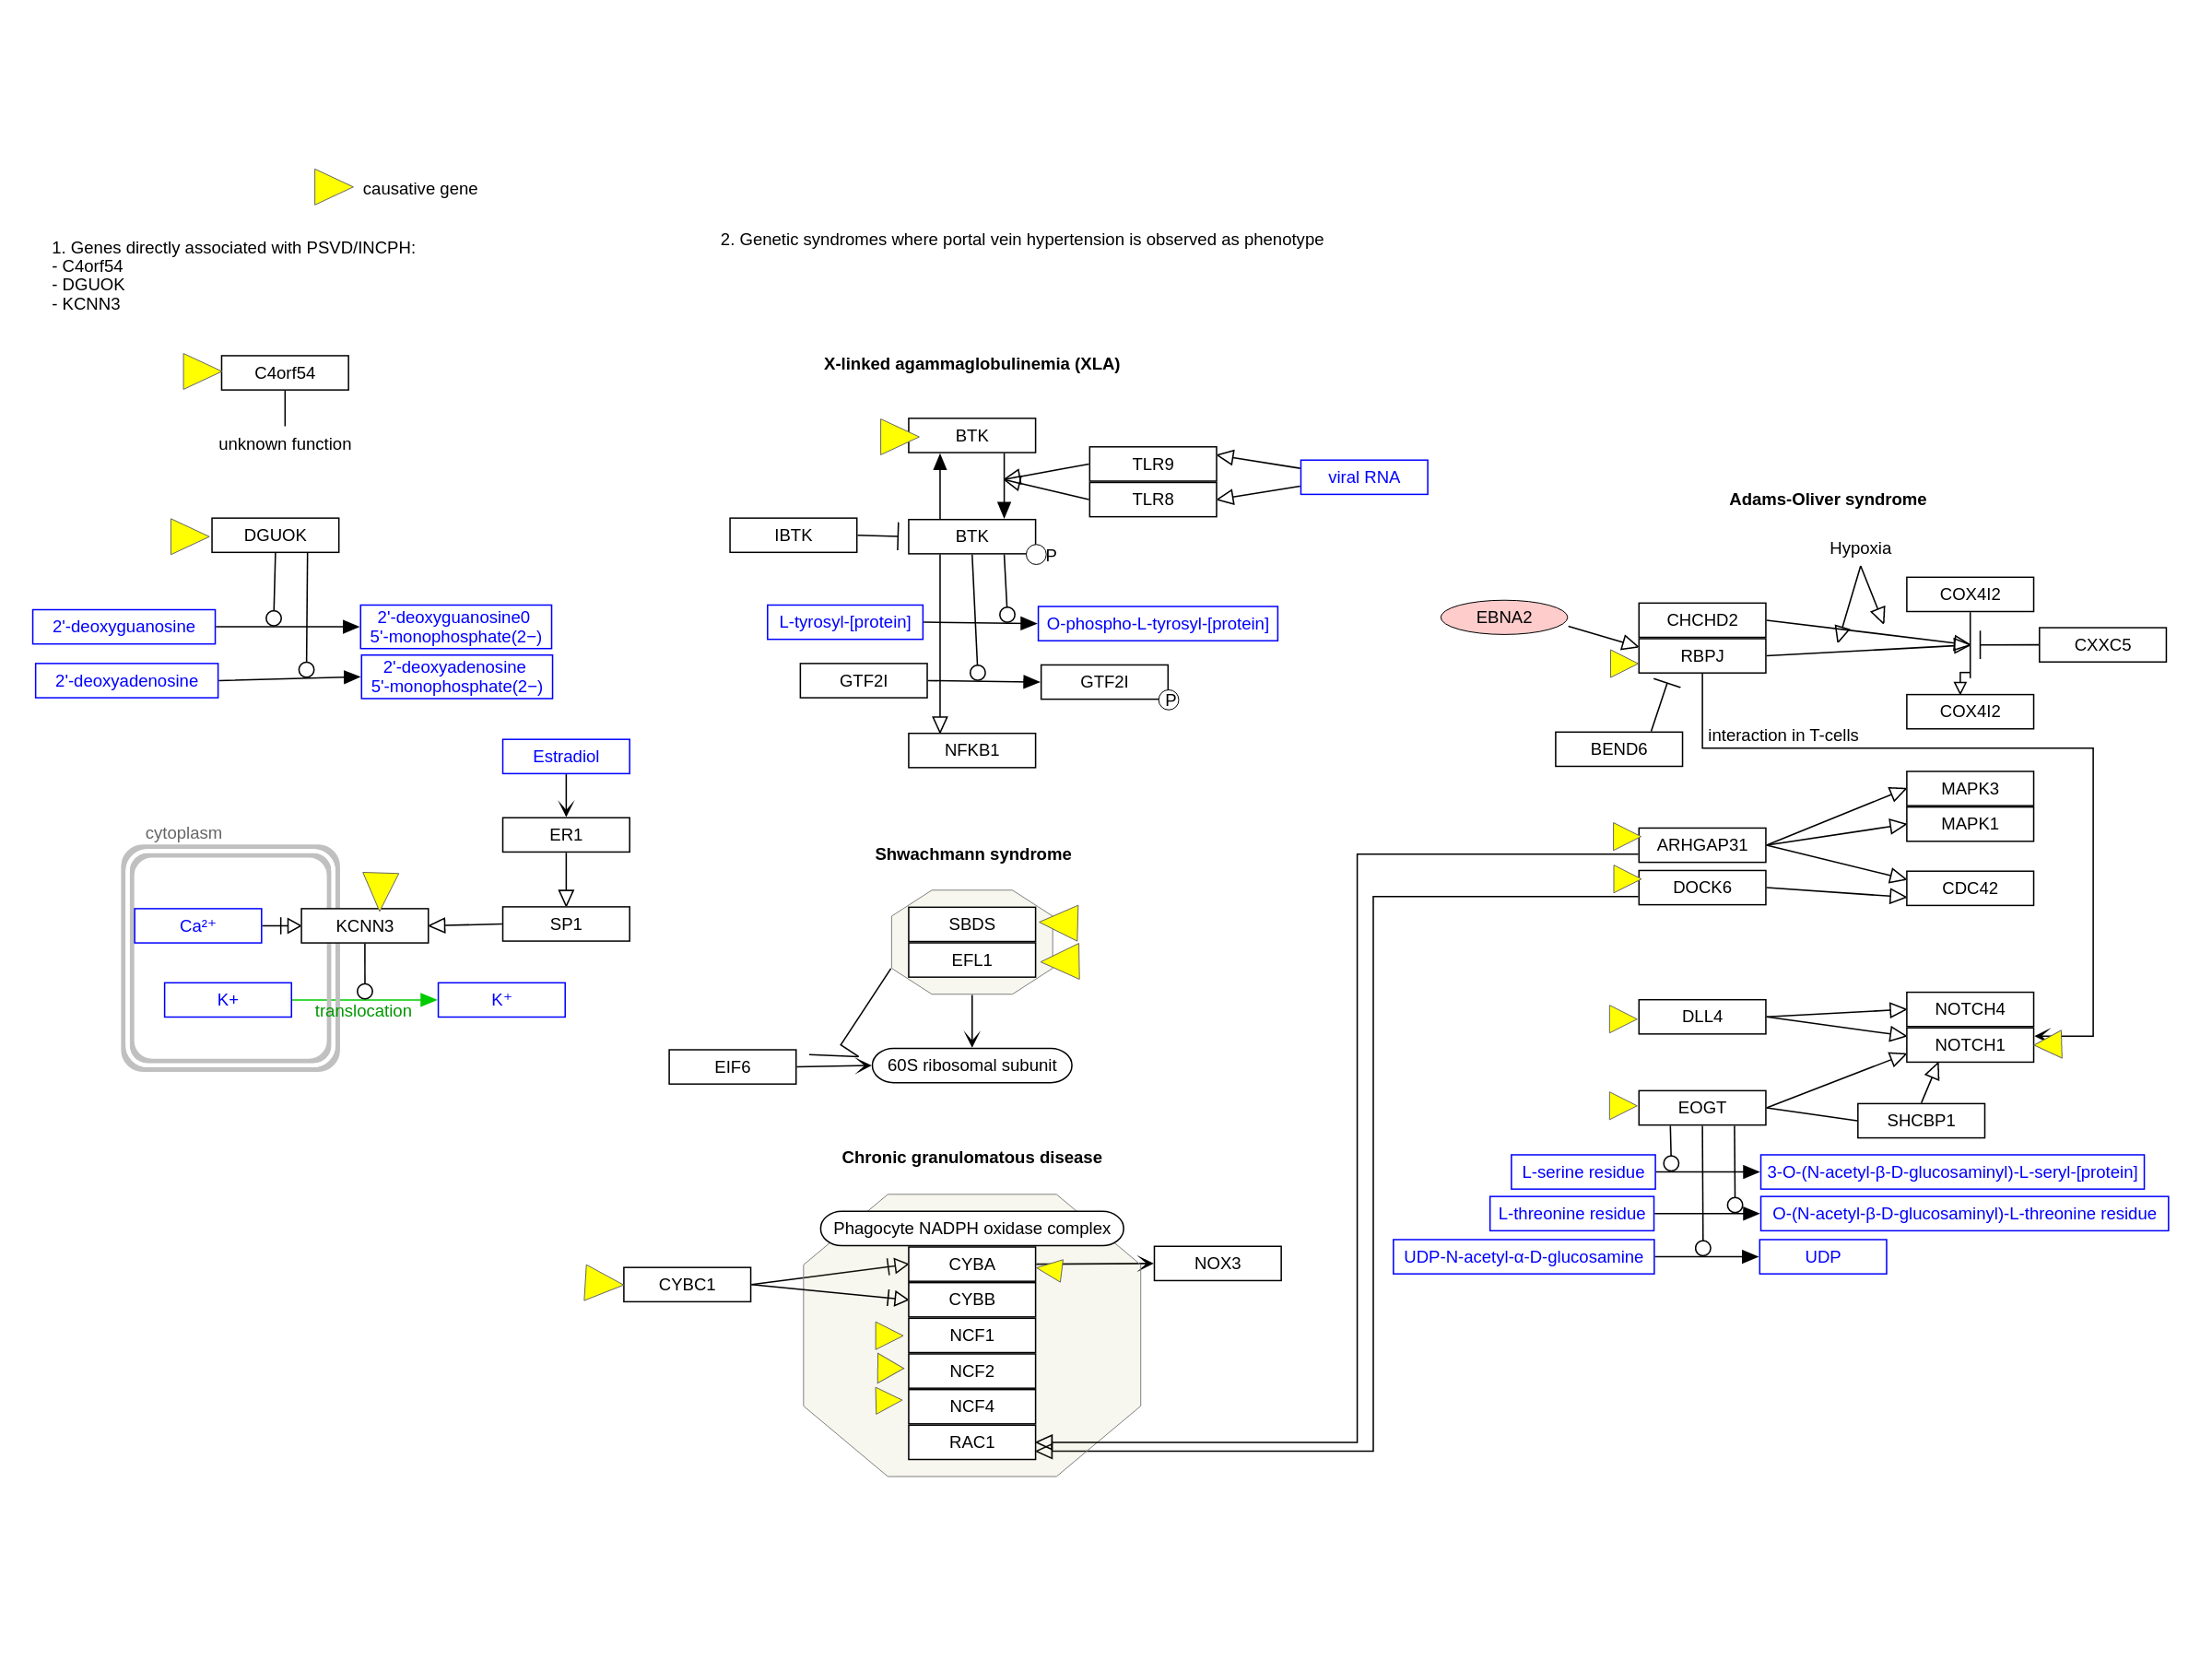 causative gene
1. Genes directly associated with PSVD/INCPH:
- C4orf54
- DGUOK
- KCNN3
2. Genetic syndromes where portal vein hypertension is observed as phenotype
C4orf54
unknown function
DGUOK
2'-deoxyguanosine
2'-deoxyguanosine0
5'-monophosphate(2−)
2'-deoxyadenosine
2'-deoxyadenosine
5'-monophosphate(2−)
Estradiol
ER1
SP1
cytoplasm
Ca²⁺
KCNN3
K+
translocation
K⁺
X-linked agammaglobulinemia (XLA)
BTK
TLR9
TLR8
viral RNA
IBTK
BTK
P
L-tyrosyl-[protein]
O-phospho-L-tyrosyl-[protein]
GTF2I
GTF2I
P
NFKB1
Shwachmann syndrome
SBDS
EFL1
EIF6
60S ribosomal subunit
Chronic granulomatous disease
Phagocyte NADPH oxidase complex
CYBC1
CYBA
CYBB
NCF1
NCF2
NCF4
RAC1
NOX3
Adams-Oliver syndrome
Hypoxia
EBNA2
CHCHD2
RBPJ
COX4I2
CXXC5
COX4I2
BEND6
interaction in T-cells
ARHGAP31
DOCK6
MAPK3
MAPK1
CDC42
DLL4
NOTCH4
NOTCH1
EOGT
SHCBP1
L-serine residue
3-O-(N-acetyl-β-D-glucosaminyl)-L-seryl-[protein]
L-threonine residue
O-(N-acetyl-β-D-glucosaminyl)-L-threonine residue
UDP-N-acetyl-α-D-glucosamine
UDP